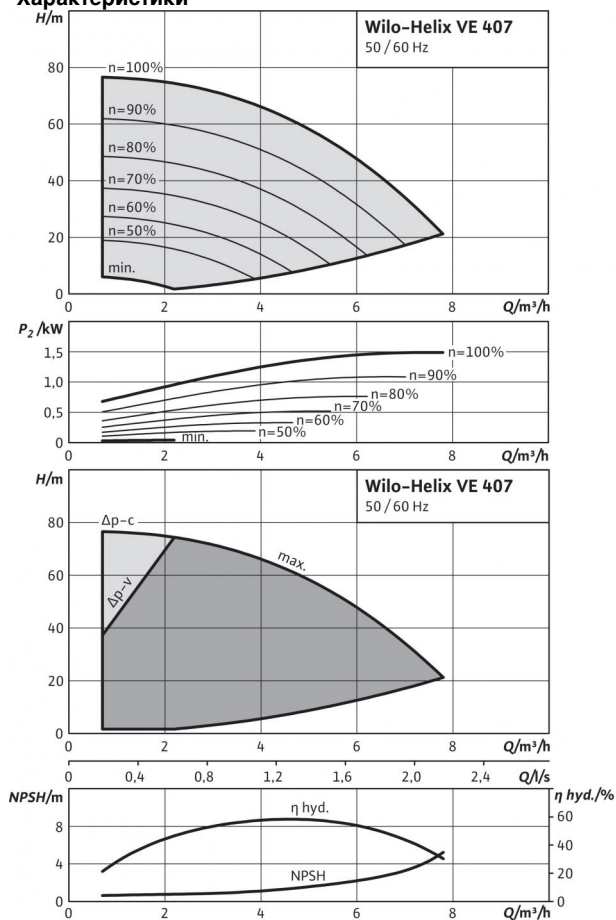 Характеристики
H/m
Wilo-Helix VE 407
50 / 60 Hz
80
n=100%
n=90%
60
n=80%
40
n=70%
n=60%
20
n=50%
min.
0
0 2 4 6 8 Q/m³/h
P₂ /kW
1,5
n=100%
1,0
n=90%
n=80%
0,5
n=70%
n=60%
n=50%
min.
0
0 2 4 6 8 Q/m³/h
H/m
Wilo-Helix VE 407
50 / 60 Hz
80
Δp-c
max.
60
Δp-v
40
20
0
0 2 4 6 8 Q/m³/h
0 0,4 0,8 1,2 1,6 2,0 2,4 Q/l/s
NPSH/m
η hyd./%
η hyd.
8
60
40
4
NPSH
20
0
0
0 2 4 6 8 Q/m³/h